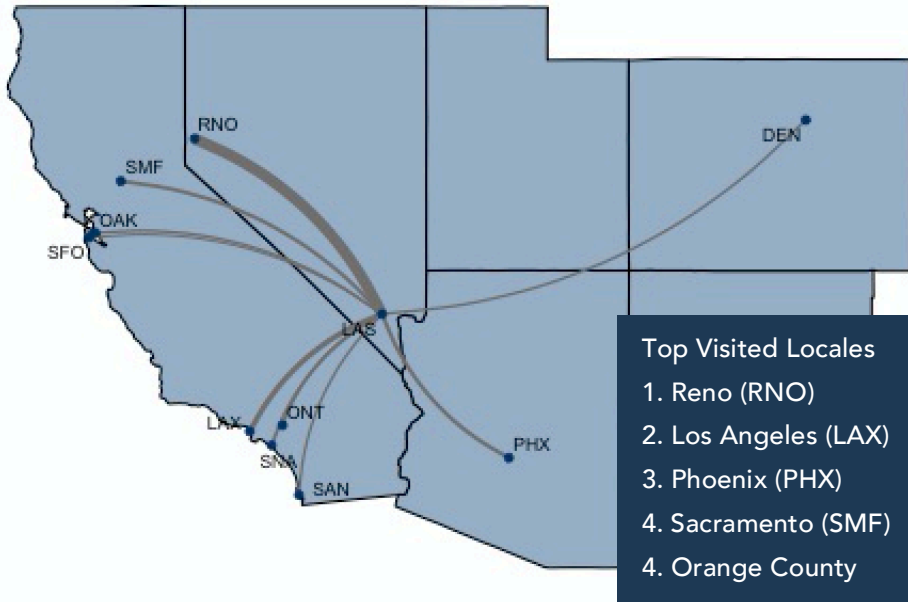 RNO
DEN
SMF
OAK
SFO
LAS
LAX
ONT
SNA
PHX
SAN
Top Visited Locales
1. Reno (RNO)
2. Los Angeles (LAX)
3. Phoenix (PHX)
4. Sacramento (SMF)
4. Orange County